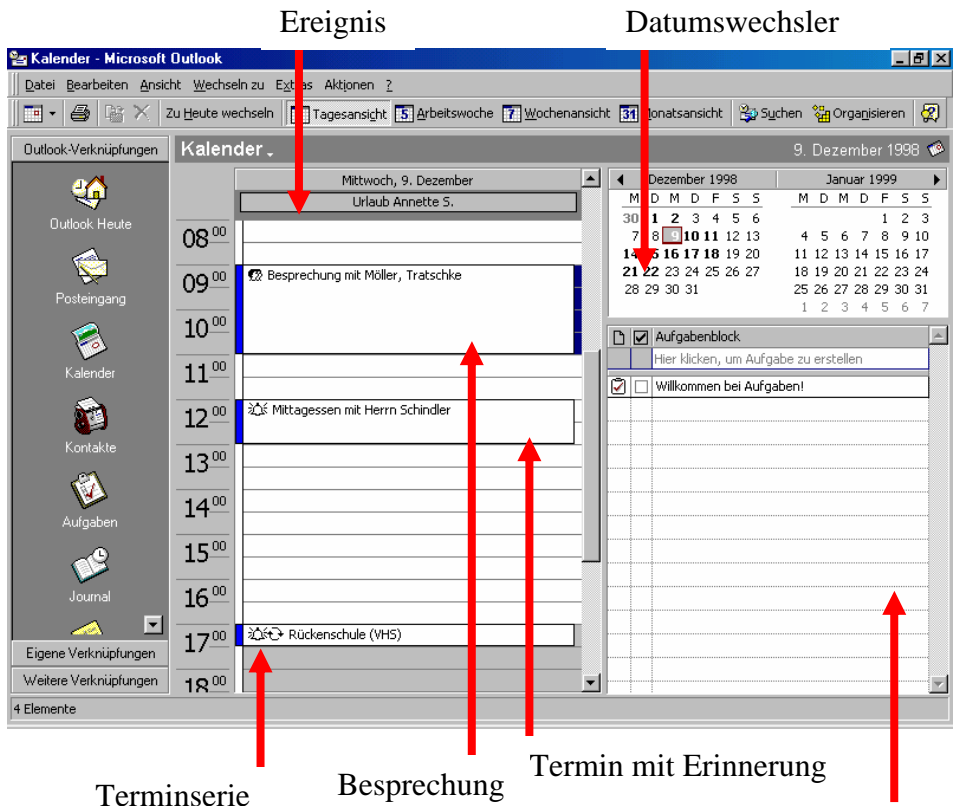 Ereignis Datumswechsler
Kalender - Microsoft Outlook
Datei Bearbeiten Ansicht Wechseln zu Extras Aktionen ?
Zu Heute wechseln Tagesansicht 5 Arbeitswoche 7 Wochenansicht 31 Monatsansicht Suchen Organisieren
Outlook-Verknüpfungen Kalender 9. Dezember 1998
Outlook Heute
Posteingang
Kalender
Kontakte
Aufgaben
Journal
Eigene Verknüpfungen
Weitere Verknüpfungen
Mittwoch, 9. Dezember
Urlaub Annette S.
08 00
09 00 Besprechung mit Möller, Tratschke
10 00
11 00
12 00 Mittagessen mit Herrn Schindler
13 00
14 00
15 00
16 00
17 00 Rückenschule (VHS)
18 00
Dezember 1998
M D M D F S S
30 1 2 3 4 5 6
7 8 9 10 11 12 13
14 15 16 17 18 19 20
21 22 23 24 25 26 27
28 29 30 31
Januar 1999
M D M D F S S
1 2 3
4 5 6 7 8 9 10
11 12 13 14 15 16 17
18 19 20 21 22 23 24
25 26 27 28 29 30 31
1 2 3 4 5 6 7
Aufgabenblock
Hier klicken, um Aufgabe zu erstellen
Willkommen bei Aufgaben!
4 Elemente
Terminserie Besprechung Termin mit Erinnerung